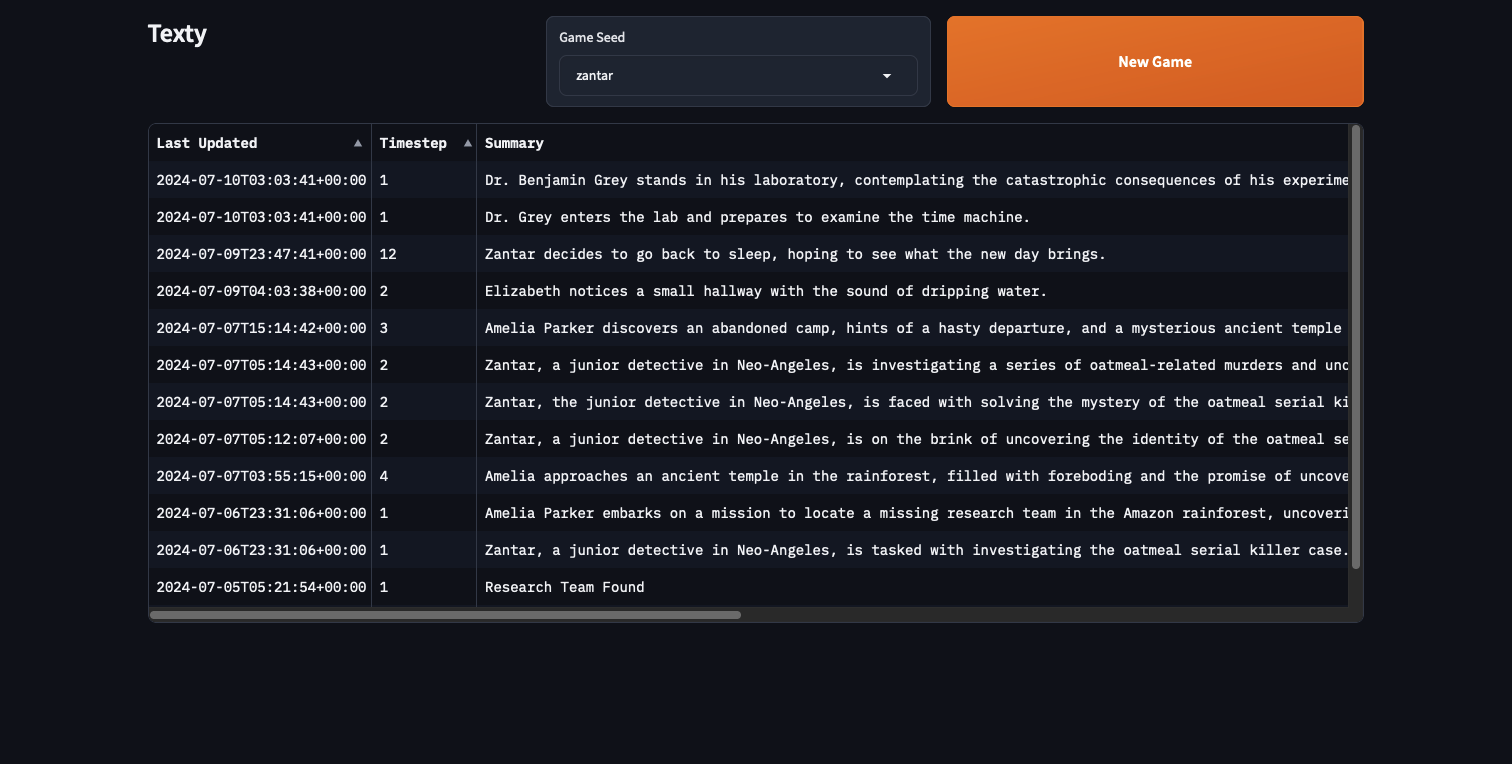 Texty
Game Seed
zantar
New Game
Last Updated Timestep Summary
2024-07-10T03:03:41+00:00 1 Dr. Benjamin Grey stands in his laboratory, contemplating the catastrophic consequences of his experime
2024-07-10T03:03:41+00:00 1 Dr. Grey enters the lab and prepares to examine the time machine.
2024-07-09T23:47:41+00:00 12 Zantar decides to go back to sleep, hoping to see what the new day brings.
2024-07-09T04:03:38+00:00 2 Elizabeth notices a small hallway with the sound of dripping water.
2024-07-07T15:14:42+00:00 3 Amelia Parker discovers an abandoned camp, hints of a hasty departure, and a mysterious ancient temple
2024-07-07T05:14:43+00:00 2 Zantar, a junior detective in Neo-Angeles, is investigating a series of oatmeal-related murders and unc
2024-07-07T05:14:43+00:00 2 Zantar, the junior detective in Neo-Angeles, is faced with solving the mystery of the oatmeal serial ki
2024-07-07T05:12:07+00:00 2 Zantar, a junior detective in Neo-Angeles, is on the brink of uncovering the identity of the oatmeal se
2024-07-07T03:55:15+00:00 4 Amelia approaches an ancient temple in the rainforest, filled with foreboding and the promise of uncove
2024-07-06T23:31:06+00:00 1 Amelia Parker embarks on a mission to locate a missing research team in the Amazon rainforest, uncoveri
2024-07-06T23:31:06+00:00 1 Zantar, a junior detective in Neo-Angeles, is tasked with investigating the oatmeal serial killer case.
2024-07-05T05:21:54+00:00 1 Research Team Found